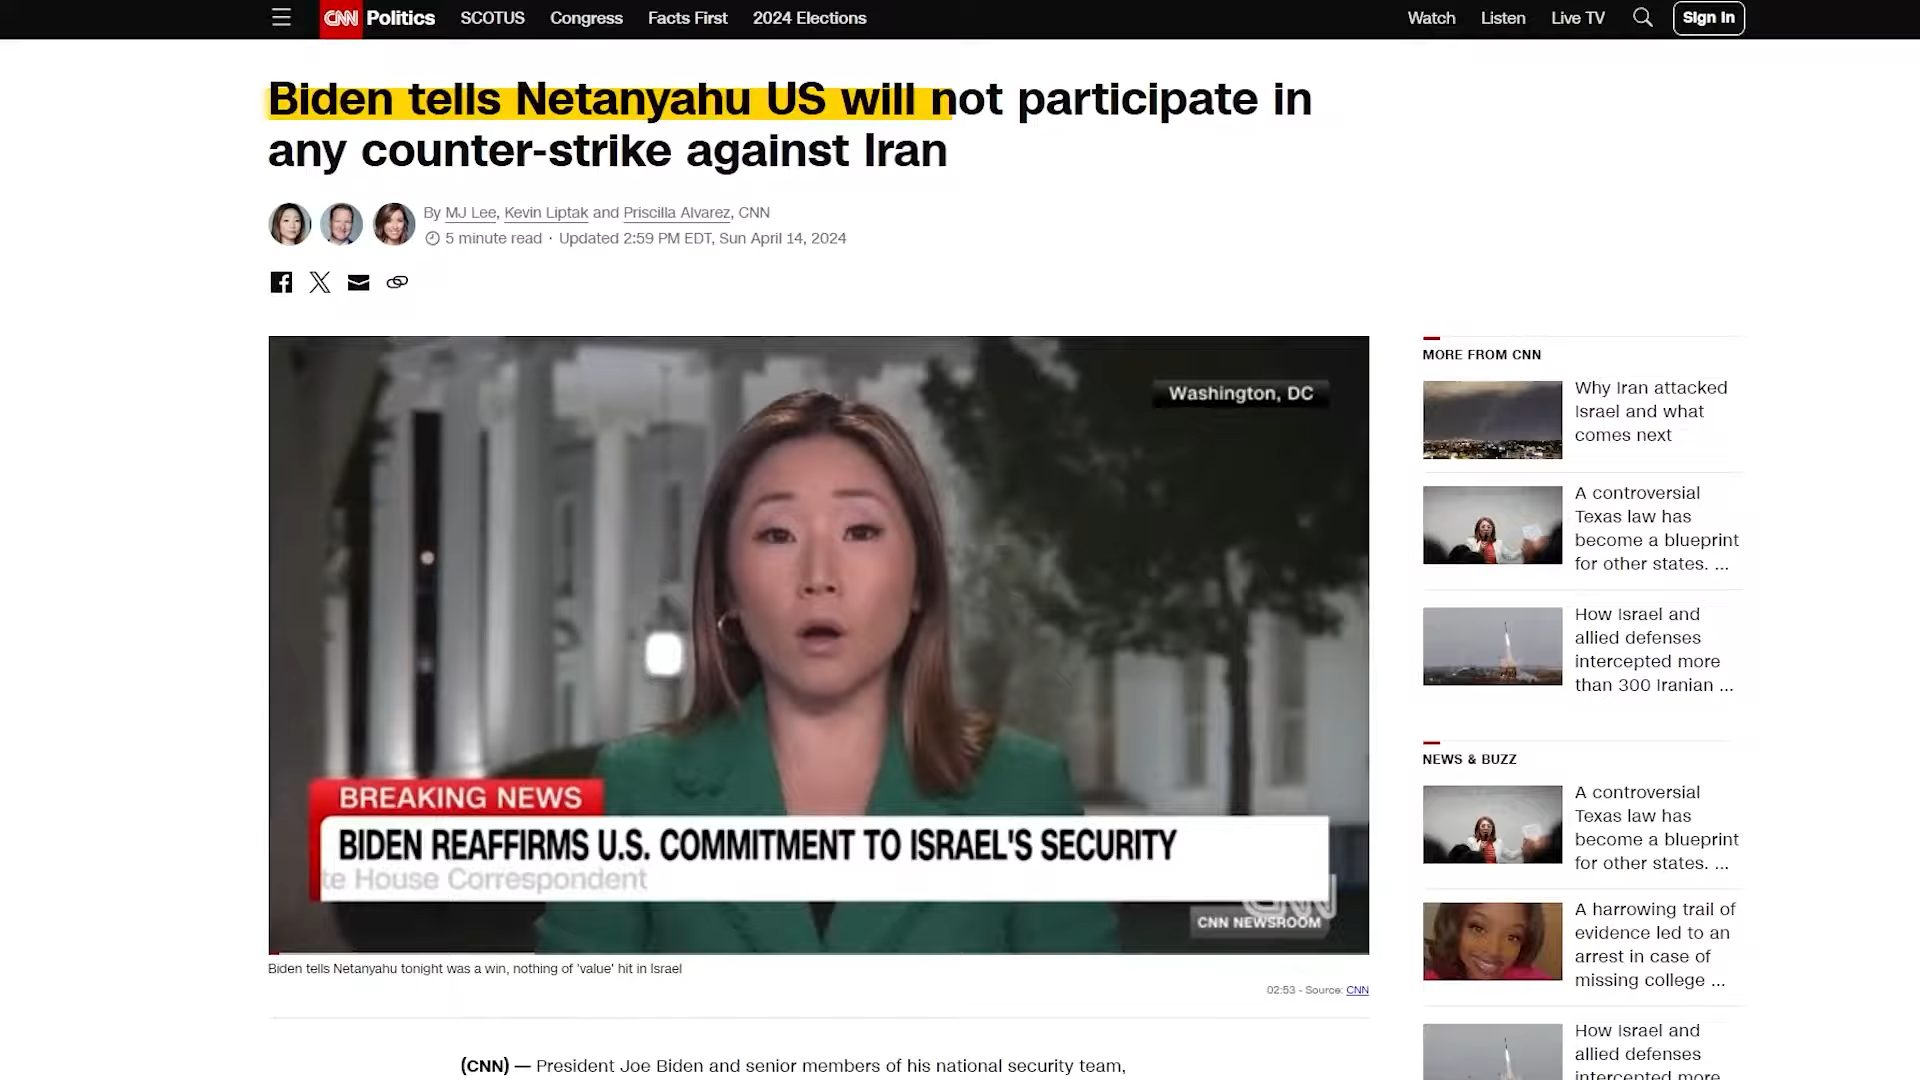 CNN Politics SCOTUS Congress Facts First 2024 Elections Watch Listen Live TV Sign In
Biden tells Netanyahu US will not participate in
any counter-strike against Iran
By MJ Lee, Kevin Liptak and Priscilla Alvarez, CNN
5 minute read · Updated 2:59 PM EDT, Sun April 14, 2024
Washington, DC
BREAKING NEWS
BIDEN REAFFIRMS U.S. COMMITMENT TO ISRAEL'S SECURITY
te House Correspondent
CNN
CNN NEWSROOM
Biden tells Netanyahu tonight was a win, nothing of 'value' hit in Israel
02:53 - Source: CNN
(CNN) — President Joe Biden and senior members of his national security team,
MORE FROM CNN
Why Iran attacked
Israel and what
comes next
A controversial
Texas law has
become a blueprint
for other states. ...
How Israel and
allied defenses
intercepted more
than 300 Iranian ...
NEWS & BUZZ
A controversial
Texas law has
become a blueprint
for other states. ...
A harrowing trail of
evidence led to an
arrest in case of
missing college ...
How Israel and
allied defenses
intercepted more